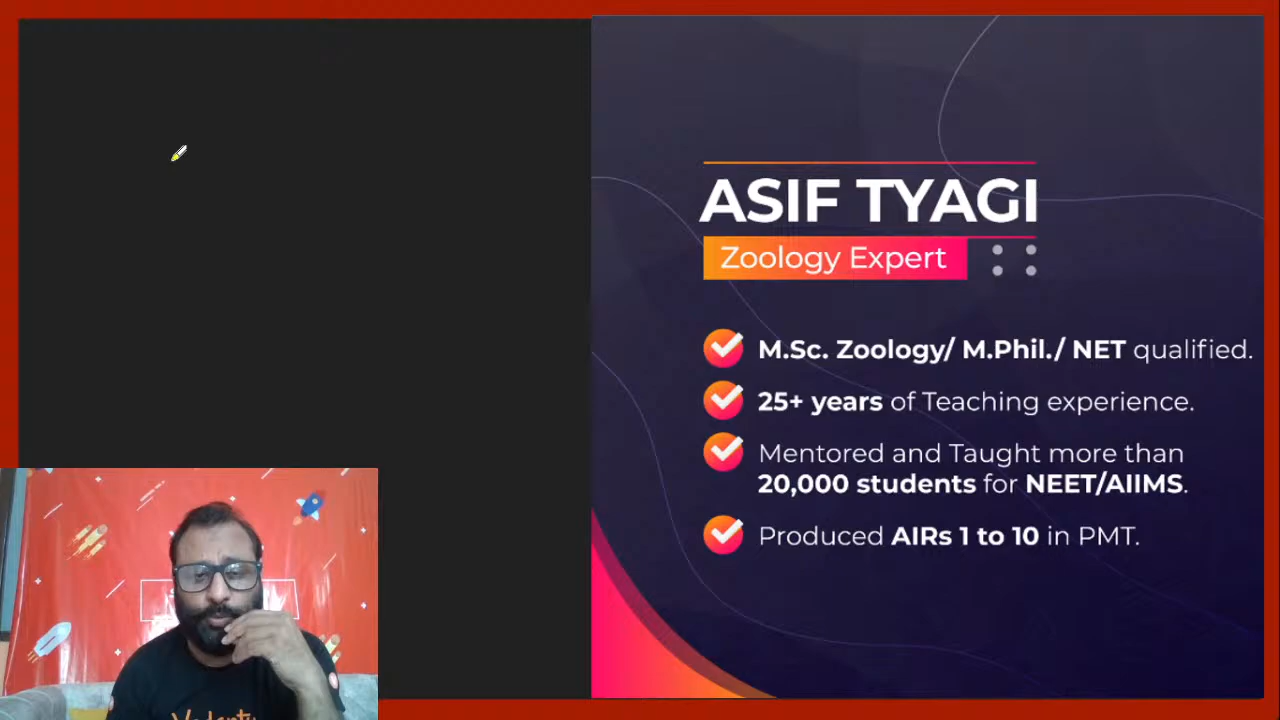 ASIF TYAGI
Zoology Expert
M.Sc. Zoology/ M.Phil./ NET qualified.
25+ years of Teaching experience.
Mentored and Taught more than
20,000 students for NEET/AIIMS.
Produced AIRs 1 to 10 in PMT.